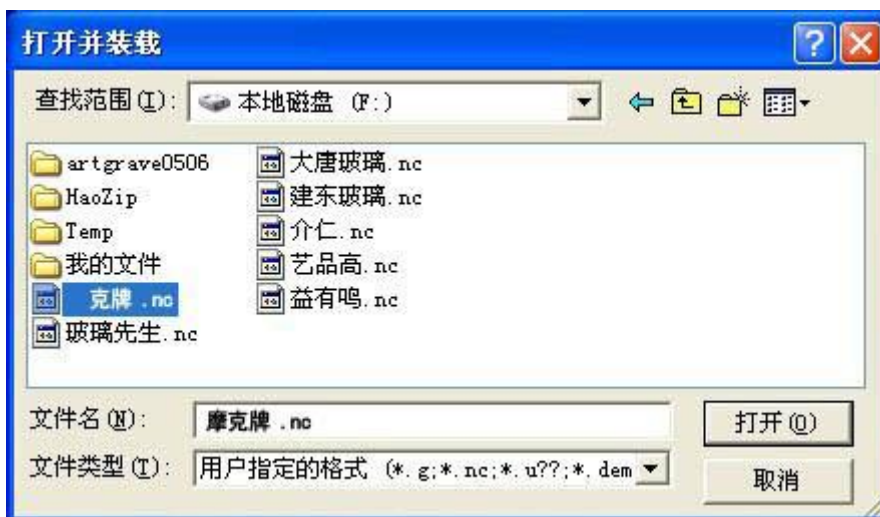 打开并装载
查找范围(I): 本地磁盘 (F:)
artgrave0506
HaoZip
Temp
我的文件
克牌 .nc
玻璃先生.nc
大唐玻璃.nc
建东玻璃.nc
介仁.nc
艺品高.nc
益有鸣.nc
文件名(N): 摩克牌 .nc
打开(O)
文件类型(T): 用户指定的格式 (*.g;*.nc;*.u??;*.dem
取消